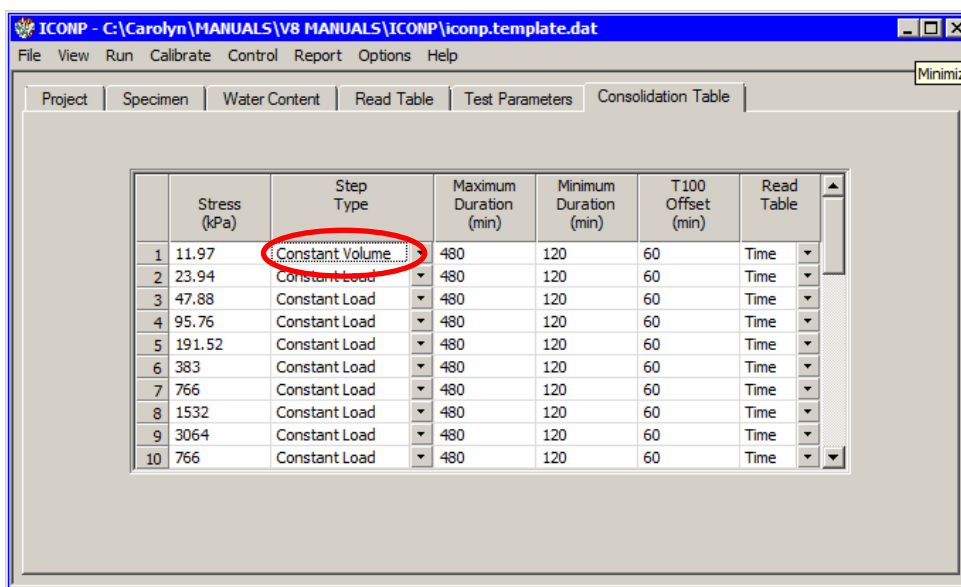 ICONP - C:\Carolyn\MANUALS\V8 MANUALS\ICONP\iconp.template.dat
File View Run Calibrate Control Report Options Help
Project Specimen Water Content Read Table Test Parameters Consolidation Table
Stress (kPa) Step Type Maximum Duration (min) Minimum Duration (min) T100 Offset (min) Read Table
1 11.97 Constant Volume 480 120 60 Time
2 23.94 Constant Load 480 120 60 Time
3 47.88 Constant Load 480 120 60 Time
4 95.76 Constant Load 480 120 60 Time
5 191.52 Constant Load 480 120 60 Time
6 383 Constant Load 480 120 60 Time
7 766 Constant Load 480 120 60 Time
8 1532 Constant Load 480 120 60 Time
9 3064 Constant Load 480 120 60 Time
10 766 Constant Load 480 120 60 Time